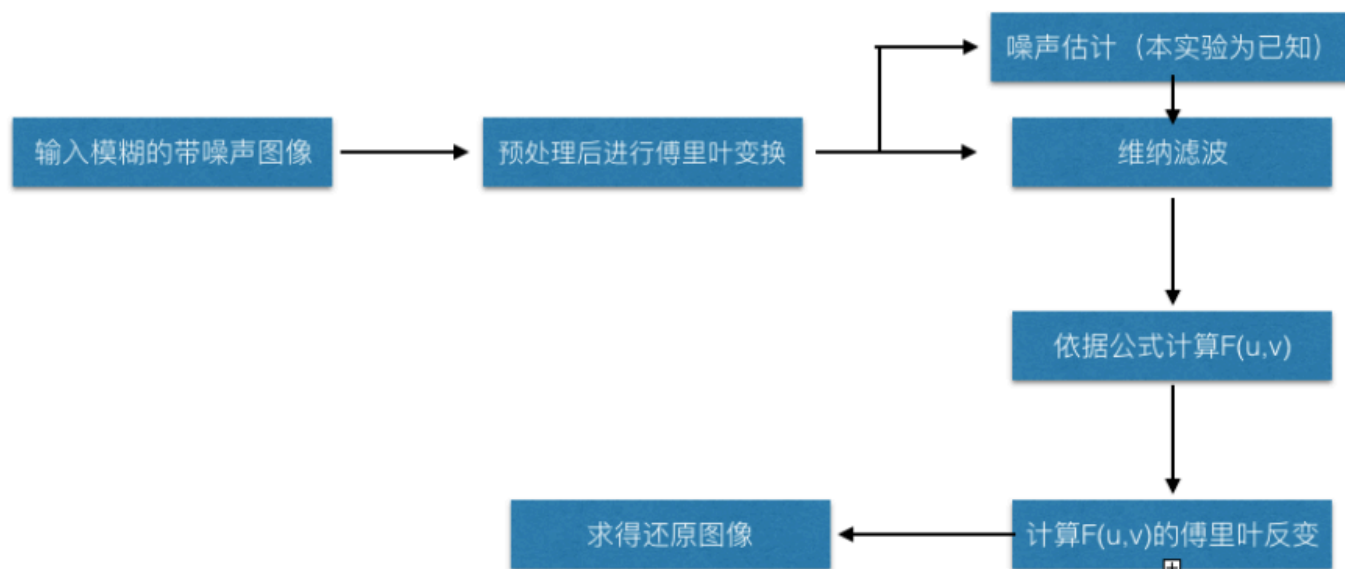 噪声估计（本实验为已知）
输入模糊的带噪声图像
预处理后进行傅里叶变换
维纳滤波
依据公式计算F(u,v)
求得还原图像
计算F(u,v)的傅里叶反变